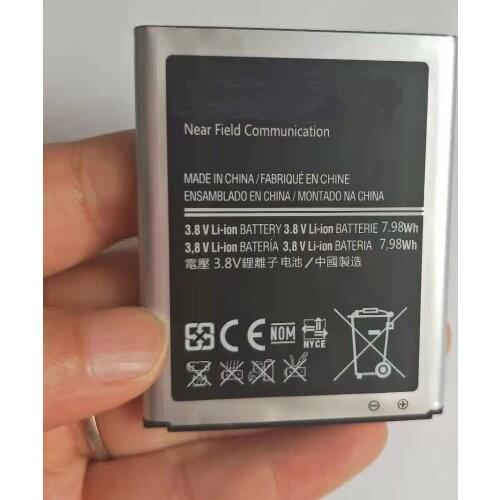 Near Field Communication
MADE IN CHINA / FABRIQUÉ EN CHINE
ENSAMBLADO EN CHINA / MONTADO NA CHINA
3.8 V Li-ion BATTERY 3.8 V Li-ion BATTERIE 7.98Wh
3,8 V Li-ion BATERÍA 3,8 V Li-ion BATERIA 7,98Wh
電壓 3.8V鋰離子电池／中國製造
CE NOM NYCE